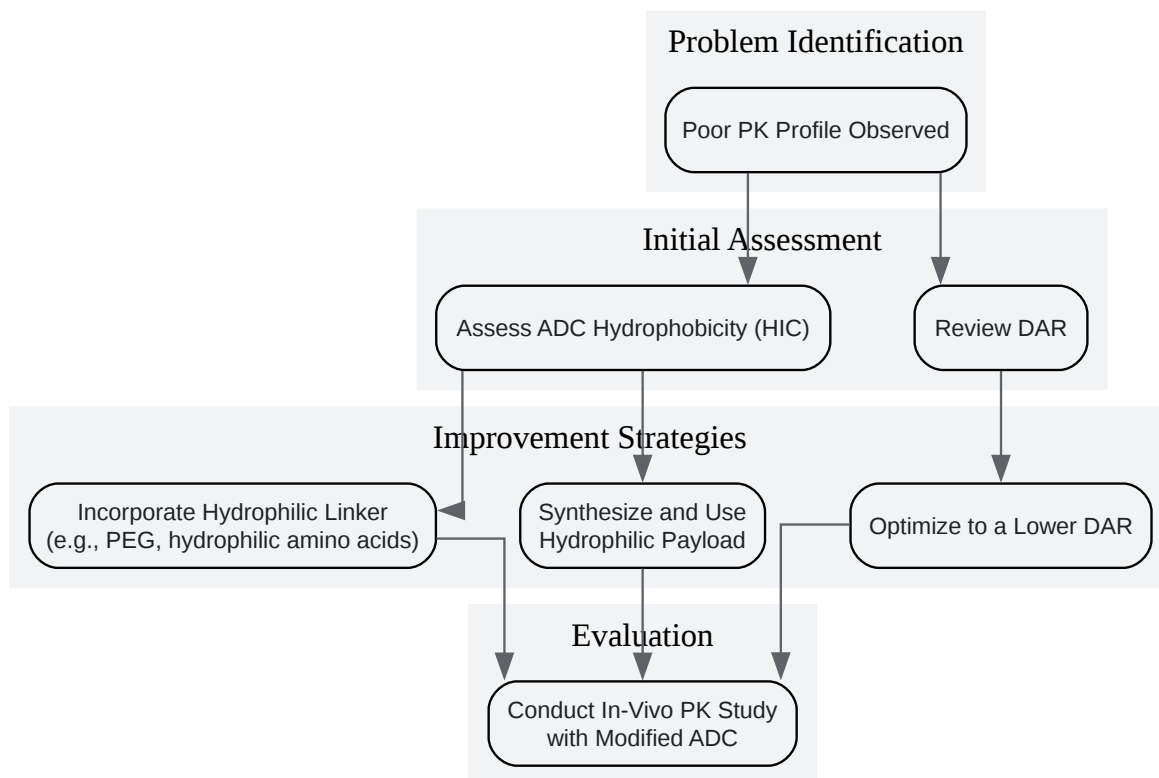 Problem Identification
Poor PK Profile Observed
Initial Assessment
Assess ADC Hydrophobicity (HIC)
Review DAR
Improvement Strategies
Incorporate Hydrophilic Linker
(e.g., PEG, hydrophilic amino acids)
Synthesize and Use
Hydrophilic Payload
Optimize to a Lower DAR
Evaluation
Conduct In-Vivo PK Study
with Modified ADC